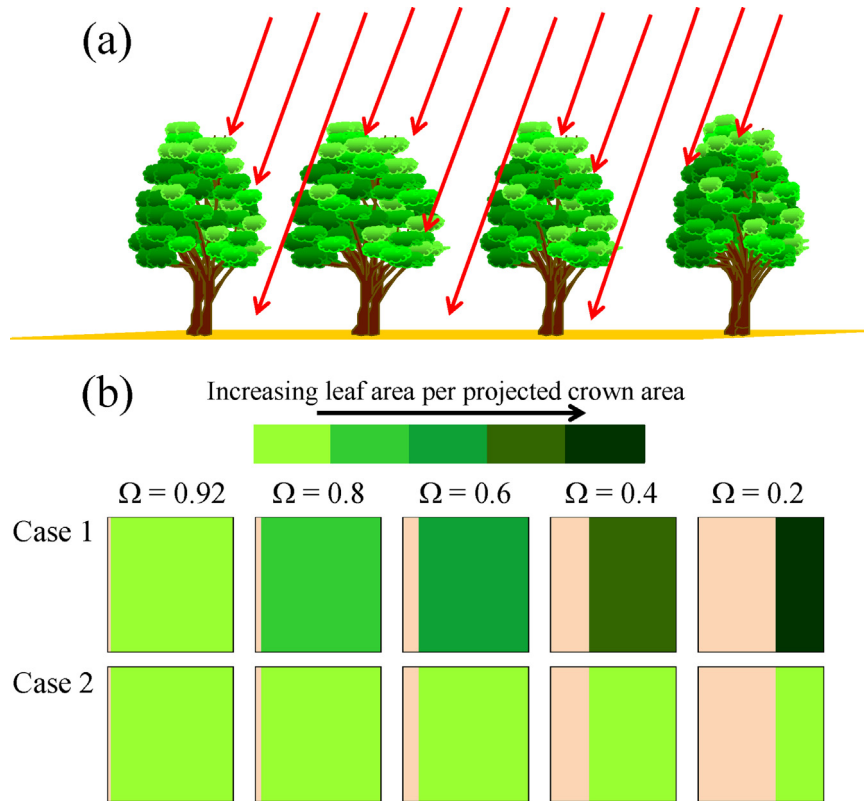 (a)
(b)
Increasing leaf area per projected crown area
Ω = 0.92 Ω = 0.8 Ω = 0.6 Ω = 0.4 Ω = 0.2
Case 1
Case 2